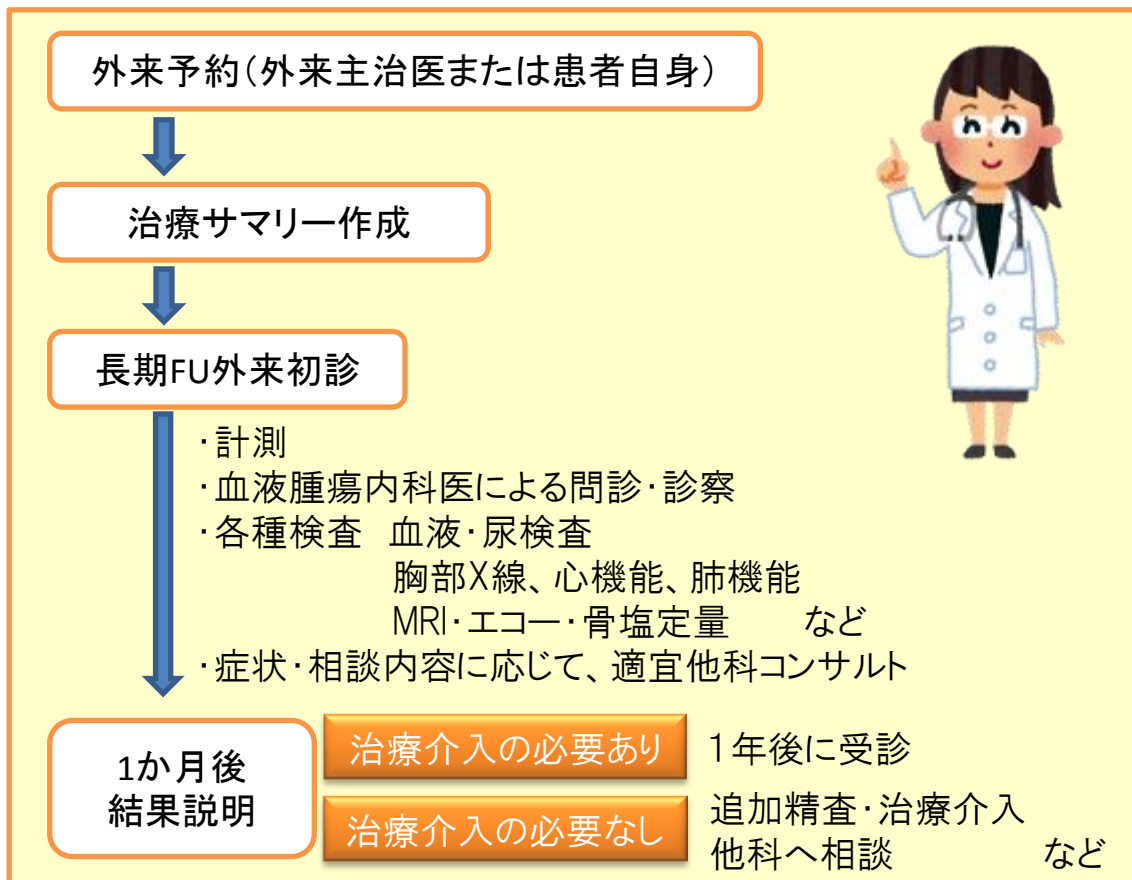 外来予約(外来主治医または患者自身)
治療サマリー作成
長期FU外来初診
・計測
・血液腫瘍内科医による問診・診察
・各種検査　血液・尿検査
胸部X線、心機能、肺機能
MRI・エコー・骨塩定量　　など
・症状・相談内容に応じて、適宜他科コンサルト
1か月後
結果説明
治療介入の必要あり　1年後に受診
治療介入の必要なし　追加精査・治療介入
他科へ相談　　など